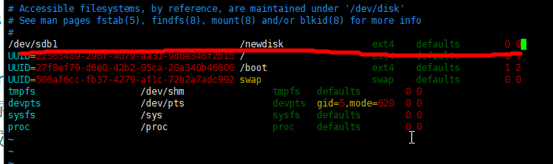 # Accessible filesystems, by reference, are maintained under '/dev/disk'
# See man pages fstab(5), findfs(8), mount(8) and/or blkid(8) for more info
#
/dev/sdb1 /newdisk ext4 defaults 0 0
/ ext4 defaults 1 1
UUID=27f8ef79-d6e0-42b2-95ca-20a340b46606 /boot ext4 defaults 1 2
UUID=506af6cc-fb37-4279-af1c-72b2a7adc992 swap swap defaults 0 0
tmpfs /dev/shm tmpfs defaults 0 0
devpts /dev/pts devpts gid=5,mode=620 0 0
sysfs /sys sysfs defaults 0 0
proc /proc proc defaults 0 0
~
~